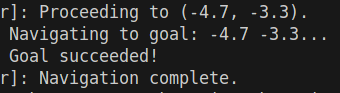 r]: Proceeding to (-4.7, -3.3).
Navigating to goal: -4.7 -3.3...
Goal succeeded!
r]: Navigation complete.